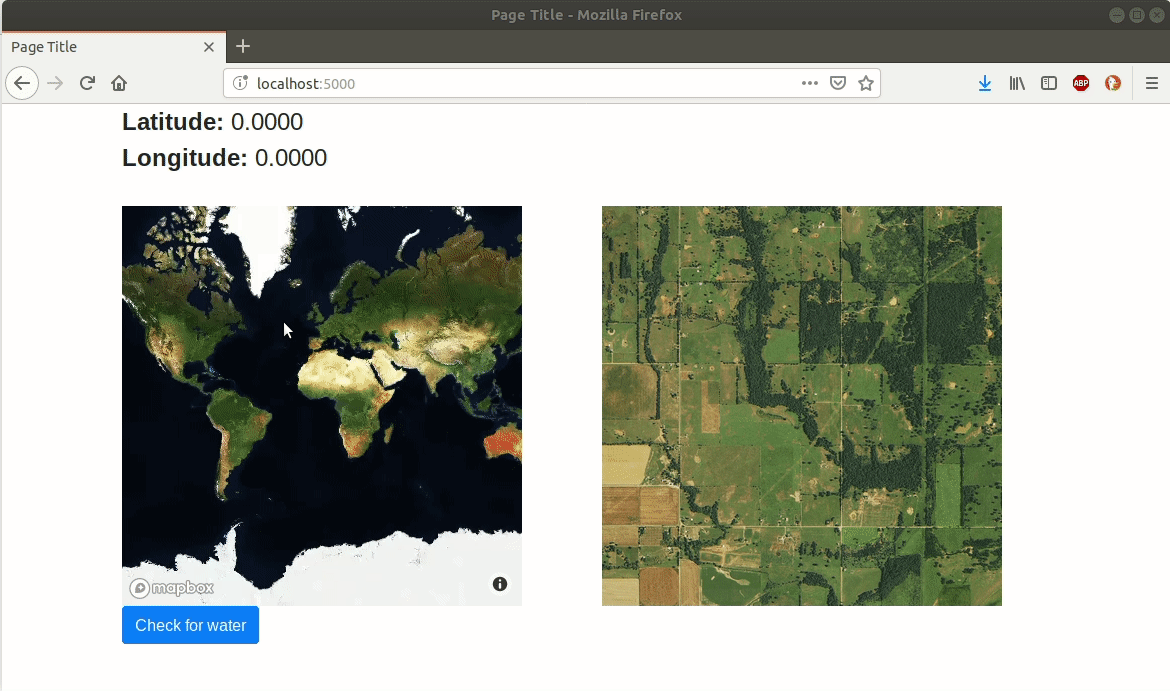 Page Title - Mozilla Firefox
Page Title
localhost:5000
ABP
Latitude: 0.0000
Longitude: 0.0000
mapbox
Check for water